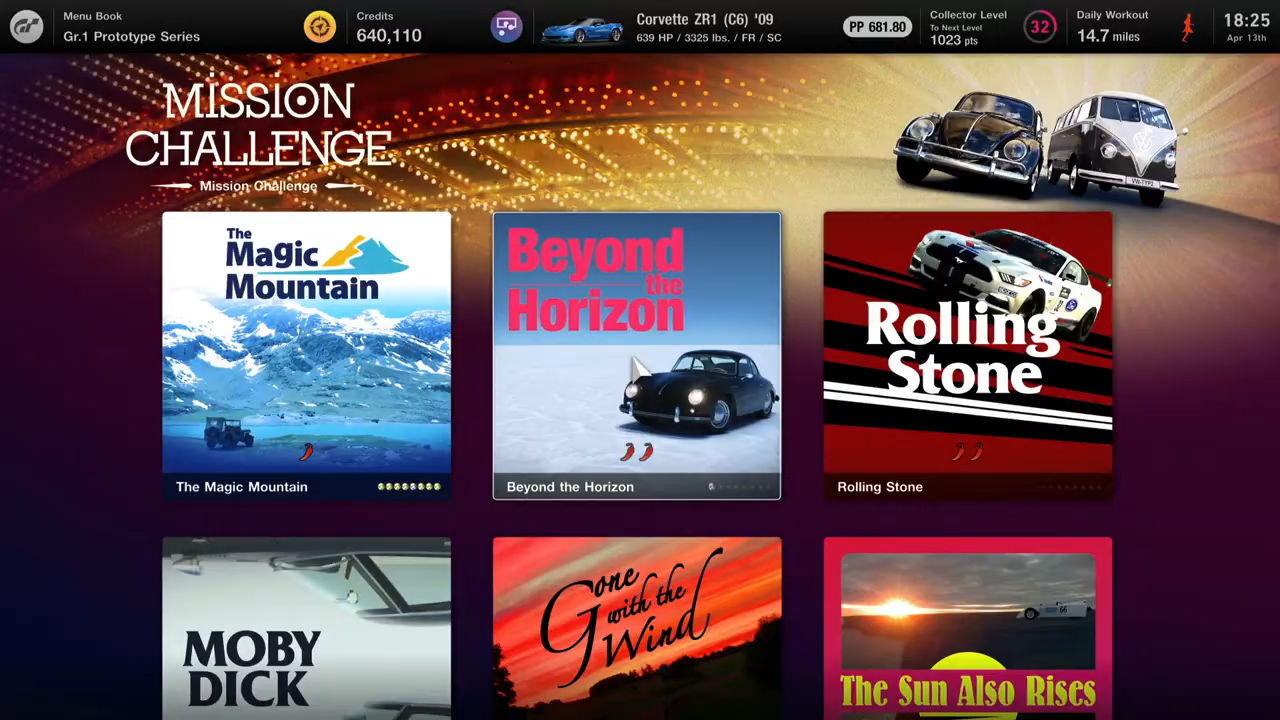 GT
Menu Book
Gr.1 Prototype Series
Credits
640,110
Corvette ZR1 (C6) '09
639 HP / 3325 lbs. / FR / SC
PP 681.80
Collector Level
To Next Level
1023 pts
32
Daily Workout
14.7 miles
18:25
Apr 13th
MiSSiON
CHALLENGE
Mission Challenge
The
Magic
Mountain
The Magic Mountain
Beyond
the
Horizon
Beyond the Horizon
Rolling
Stone
Rolling Stone
MOBY
DICK
Gone
with the
Wind
66
The Sun Also Rises